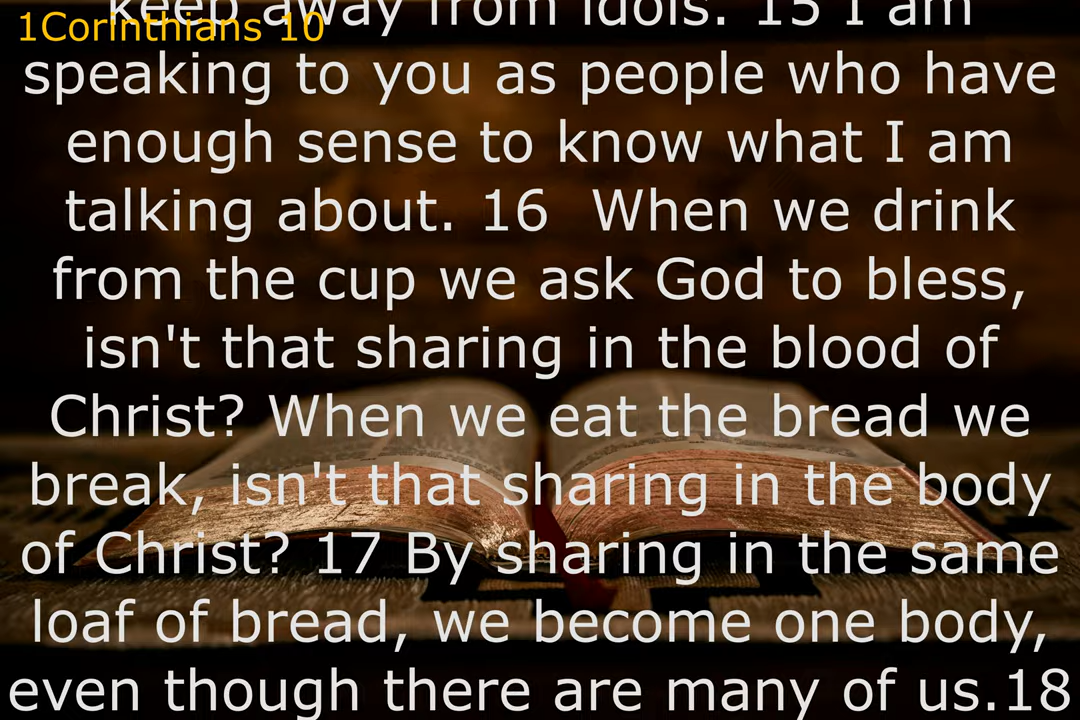 keep away from idols. 15 I am
1Corinthians 10
speaking to you as people who have
enough sense to know what I am
talking about. 16 When we drink
from the cup we ask God to bless,
isn't that sharing in the blood of
Christ? When we eat the bread we
break, isn't that sharing in the body
of Christ? 17 By sharing in the same
loaf of bread, we become one body,
even though there are many of us.18